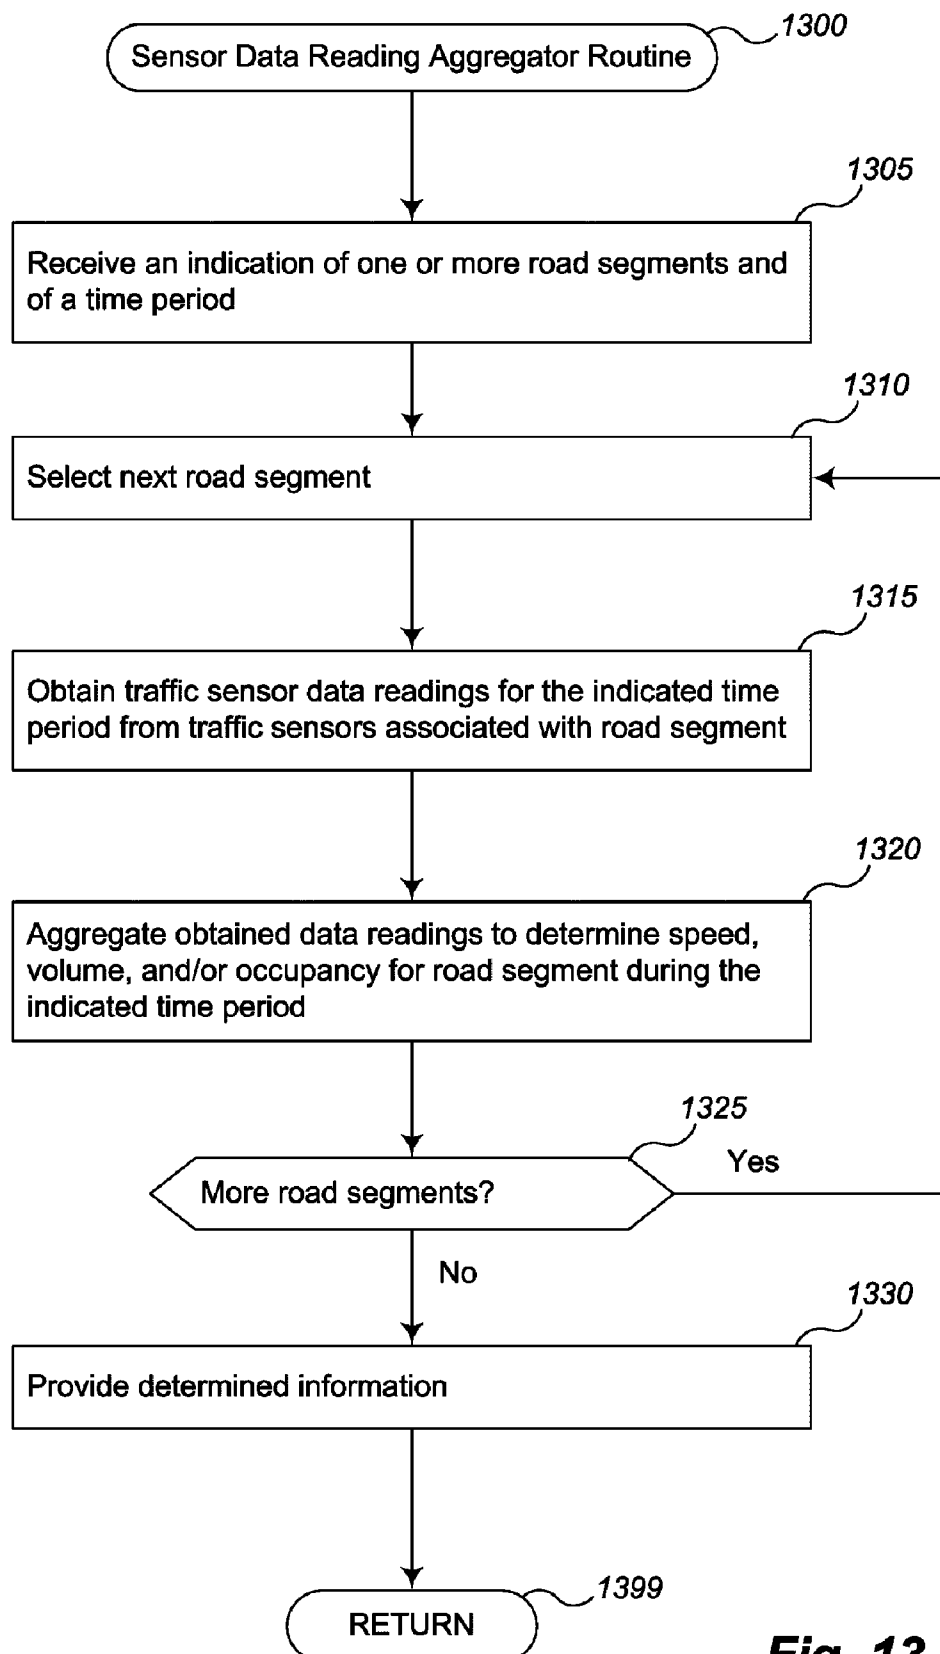 1300
Sensor Data Reading Aggregator Routine
1305
Receive an indication of one or more road segments and
of a time period
1310
Select next road segment
1315
Obtain traffic sensor data readings for the indicated time
period from traffic sensors associated with road segment
1320
Aggregate obtained data readings to determine speed,
volume, and/or occupancy for road segment during the
indicated time period
1325
More road segments?
Yes
No
1330
Provide determined information
1399
RETURN
Fig. 13